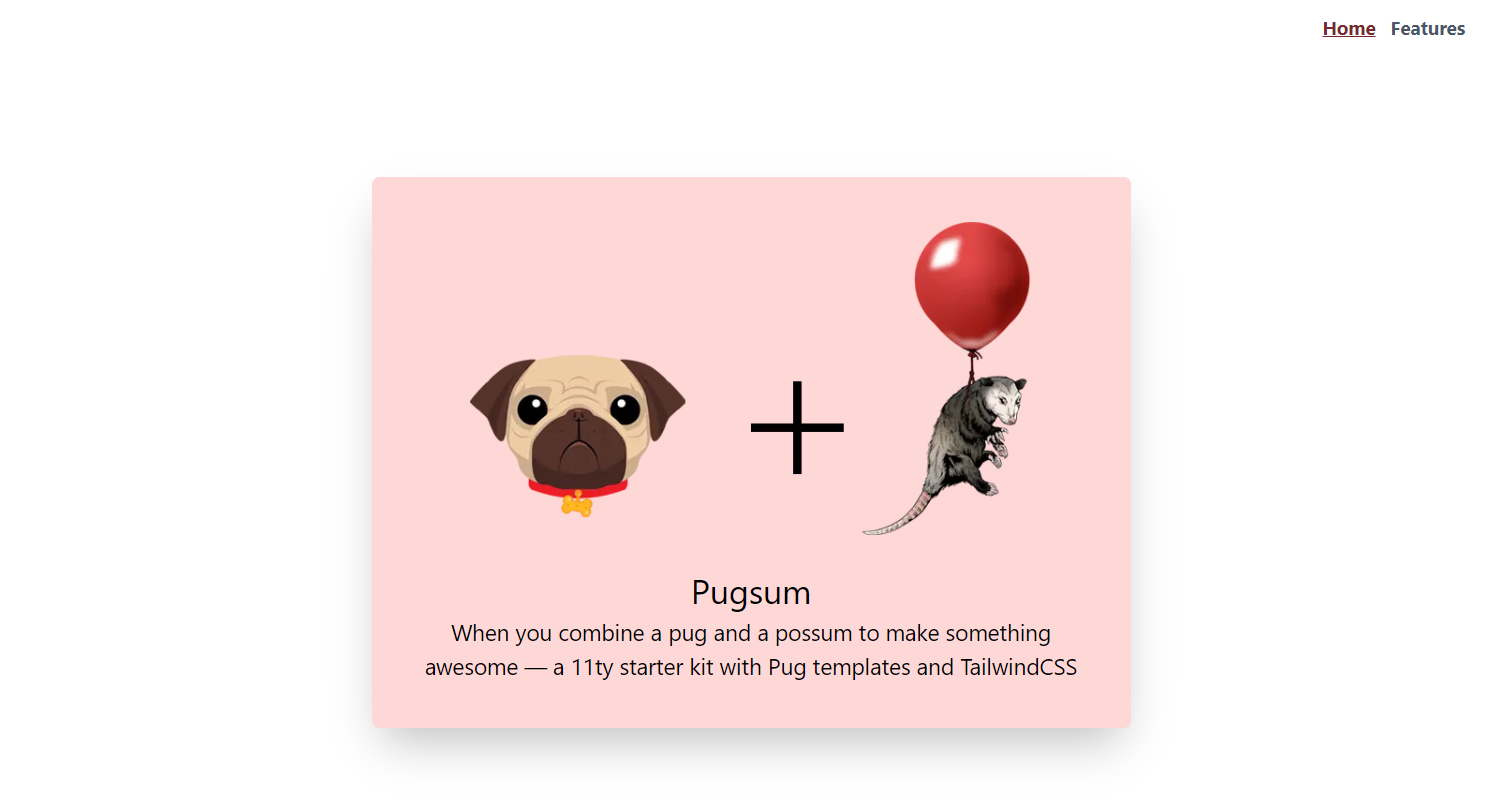 Home Features
Pugsum
When you combine a pug and a possum to make something
awesome — a 11ty starter kit with Pug templates and TailwindCSS